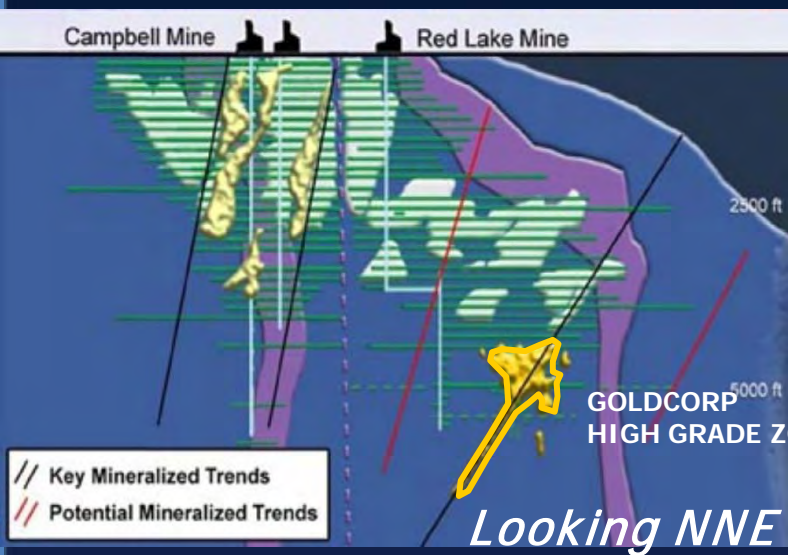 Campbell Mine
Red Lake Mine
2500 ft
5000 ft
GOLDCORP
HIGH GRADE Z
Key Mineralized Trends
Potential Mineralized Trends
Looking NNE